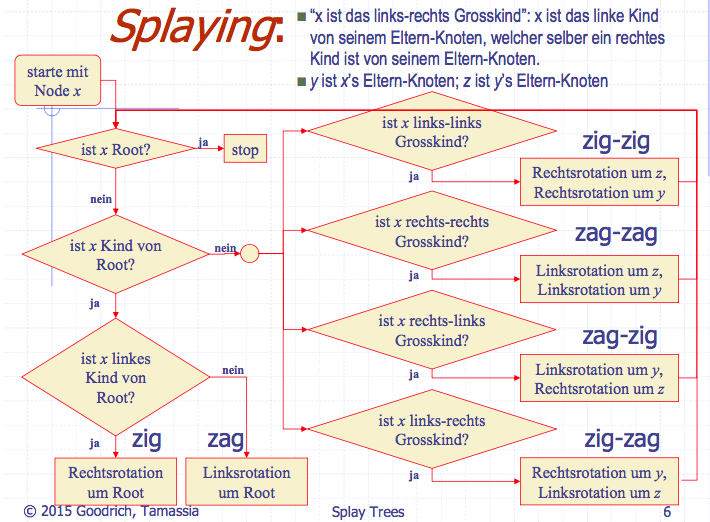 Splaying:
"x ist das links-rechts Grosskind": x ist das linke Kind
von seinem Eltern-Knoten, welcher selber ein rechtes
Kind ist von seinem Eltern-Knoten.
y ist x's Eltern-Knoten; z ist y's Eltern-Knoten
starte mit
Node x
ist x Root?
ja
stop
nein
ist x Kind von
Root?
nein
ja
ist x linkes
Kind von
Root?
nein
ja
zig
zag
Rechtsrotation
um Root
Linksrotation
um Root
ist x links-links
Grosskind?
ja
zig-zig
Rechtsrotation um z,
Rechtsrotation um y
ist x rechts-rechts
Grosskind?
ja
zag-zag
Linksrotation um z,
Linksrotation um y
ist x rechts-links
Grosskind?
ja
zag-zig
Linksrotation um y,
Rechtsrotation um z
ist x links-rechts
Grosskind?
ja
zig-zag
Rechtsrotation um y,
Linksrotation um z
© 2015 Goodrich, Tamassia
Splay Trees
6